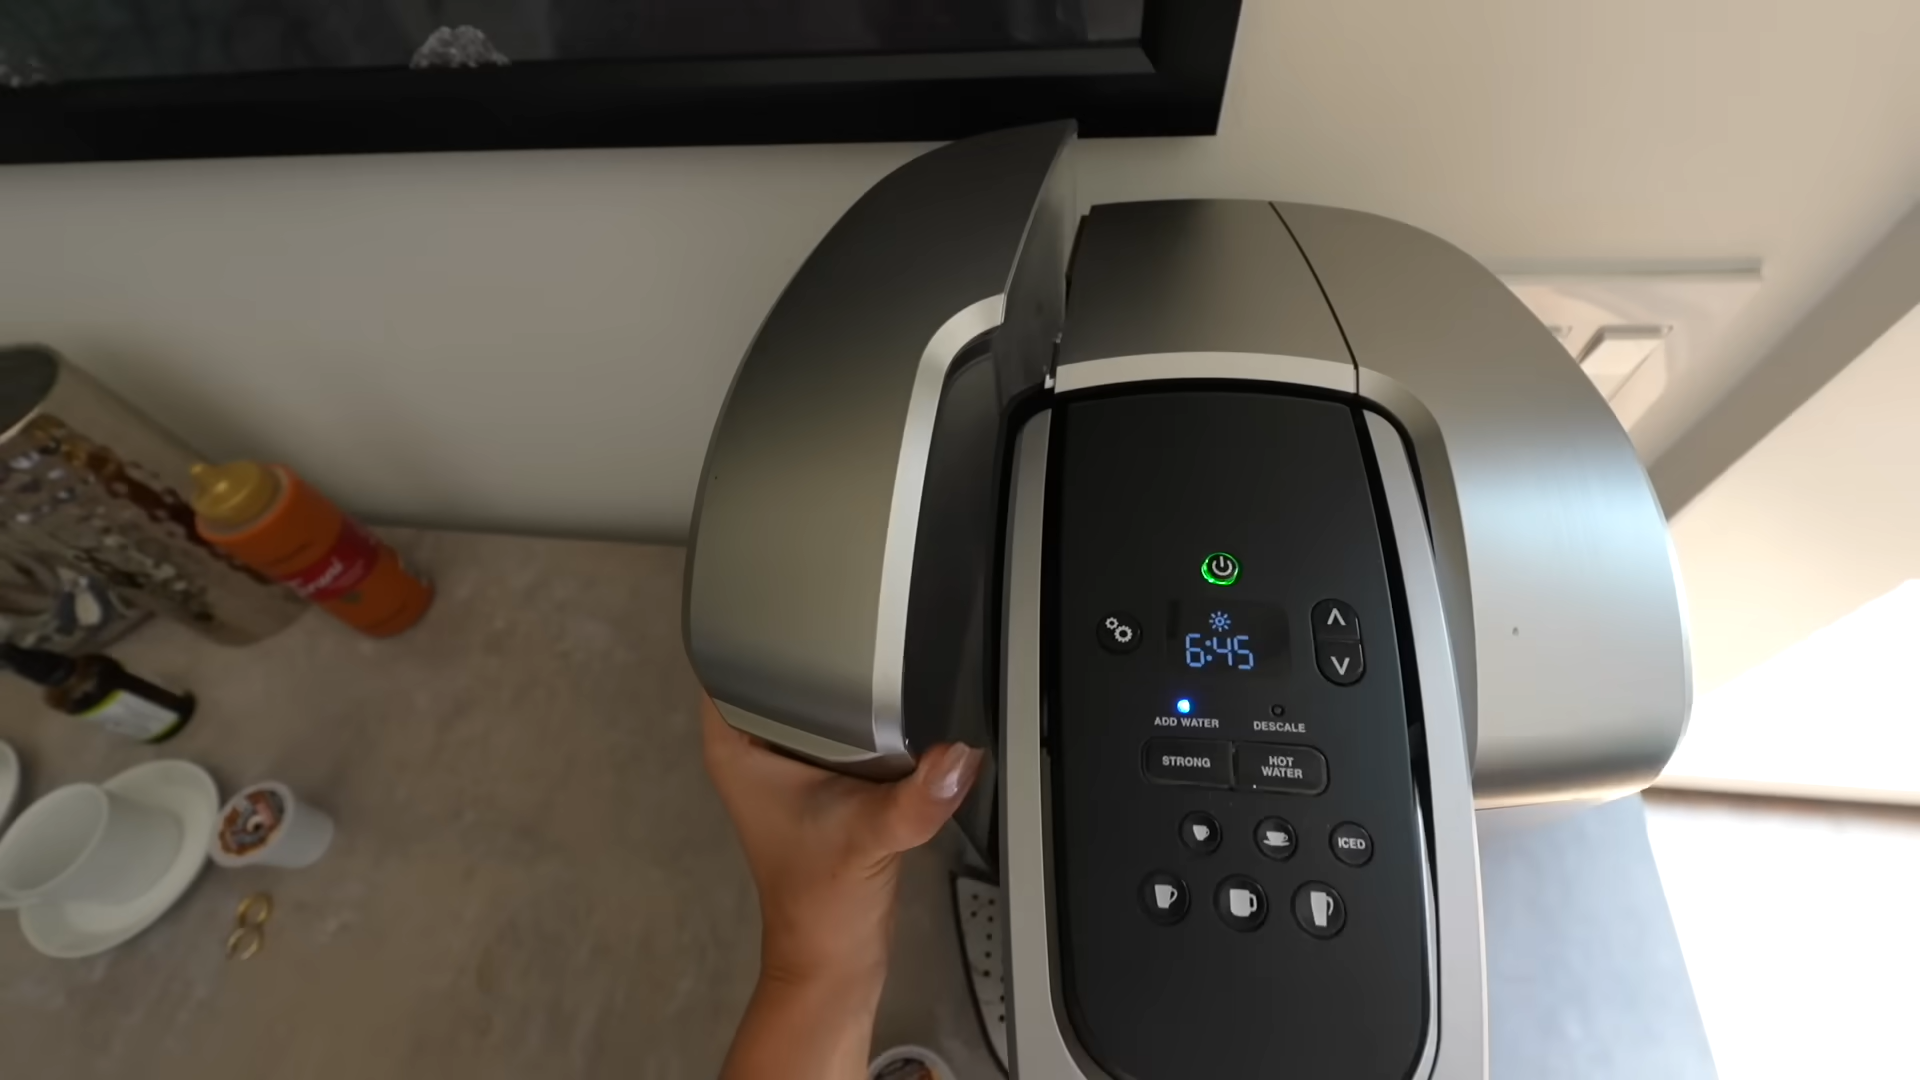 6:45
ADD WATER
DESCALE
STRONG
HOT
WATER
ICED